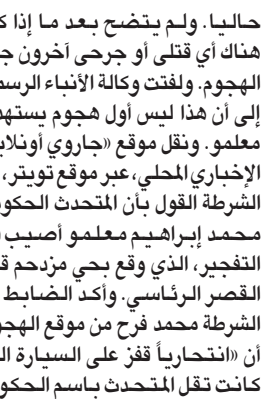 حاليا. ولم يتضح بعد ما إذا ك
هناك أي قتلى أو جرحى آخرون ج
الهجوم. ولفتت وكالة الأنباء الرسم
إلى أن هذا ليس أول هجوم يستهد
معلمو. ونقل موقع «جاروي أونلاي
الإخباري المحلي، عبر موقع تويتر،
الشرطة القول بأن المتحدث الحكو
محمد إبراهيم معلمو أصيب
التفجير، الذي وقع بحي مزدحم ق
القصر الرئاسي. وأكد الضابط
الشرطة محمد فرح من موقع الهجو
أن «انتحارياً قفز على السيارة ال
كانت تقل المتحدث باسم الحكو